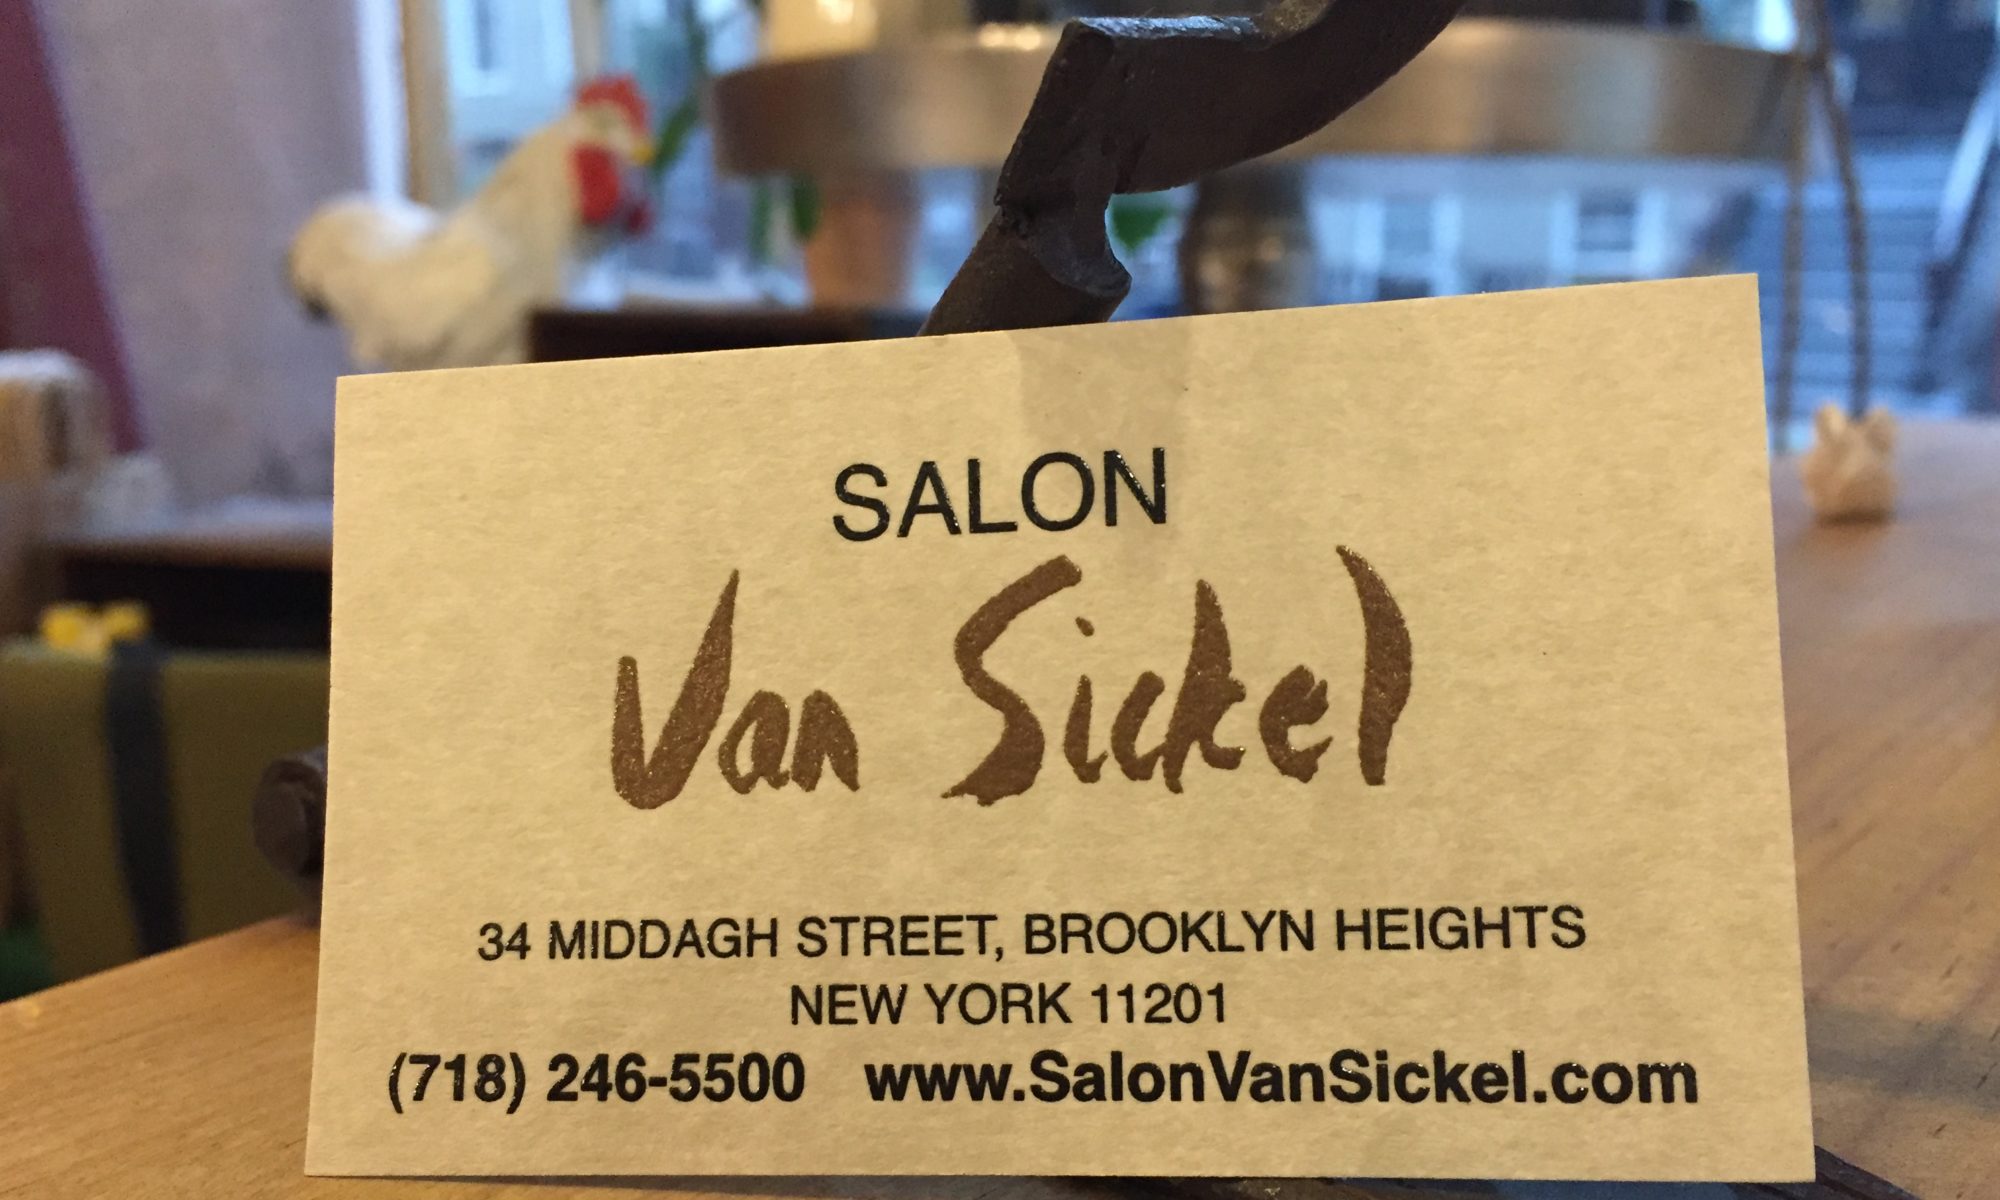 SALON
Van Sickel
34 MIDDAGH STREET, BROOKLYN HEIGHTS
NEW YORK 11201
(718) 246-5500 www.SalonVanSickel.com